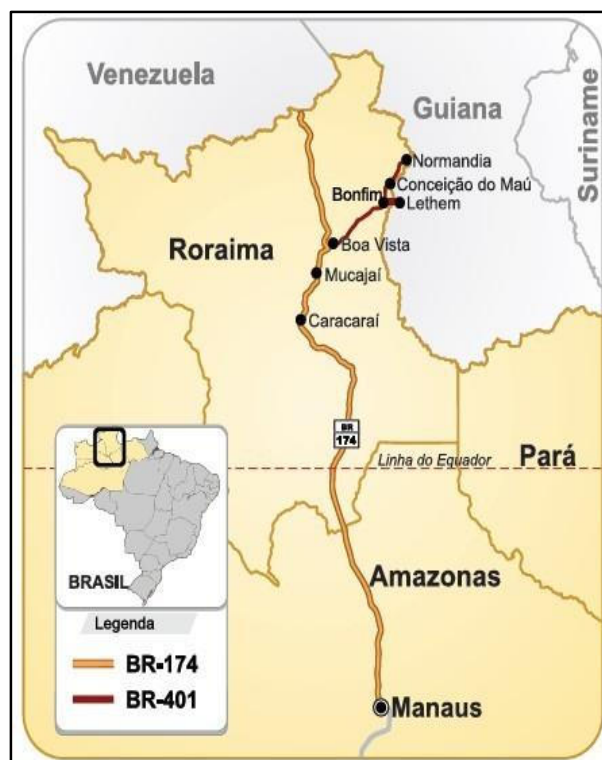 Venezuela
Guiana
Suriname
Normandia
Conceição do Maú
Bonfim
Lethem
Roraima
Boa Vista
Mucajaí
Caracaraí
BR
174
Linha do Equador
Pará
Amazonas
BRASIL
Legenda
BR-174
BR-401
Manaus